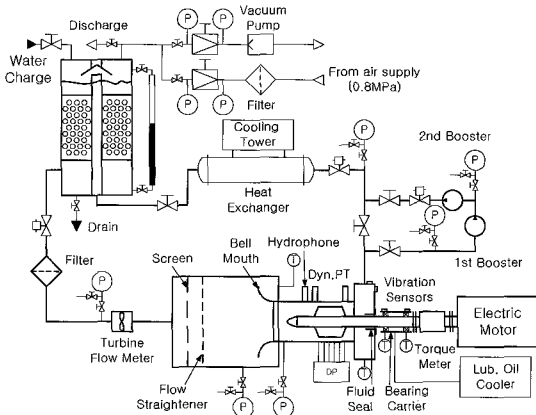 Discharge
Vacuum
Pump
P
P
Water
Charge
From air supply
(0.8MPa)
P
P
Filter
Cooling
Tower
P
2nd Booster
P
Heat
Exchanger
P
Drain
1st Booster
Filter
P
Screen
Bell
Mouth
Hydrophone
T
Dyn.PT
Vibration
Sensors
Electric
Motor
Turbine
Flow Meter
T
T
Torque
Meter
DP
T
Lub. Oil
Cooler
Flow
Straightener
P
P
Fluid
Seal
Bearing
Carrier